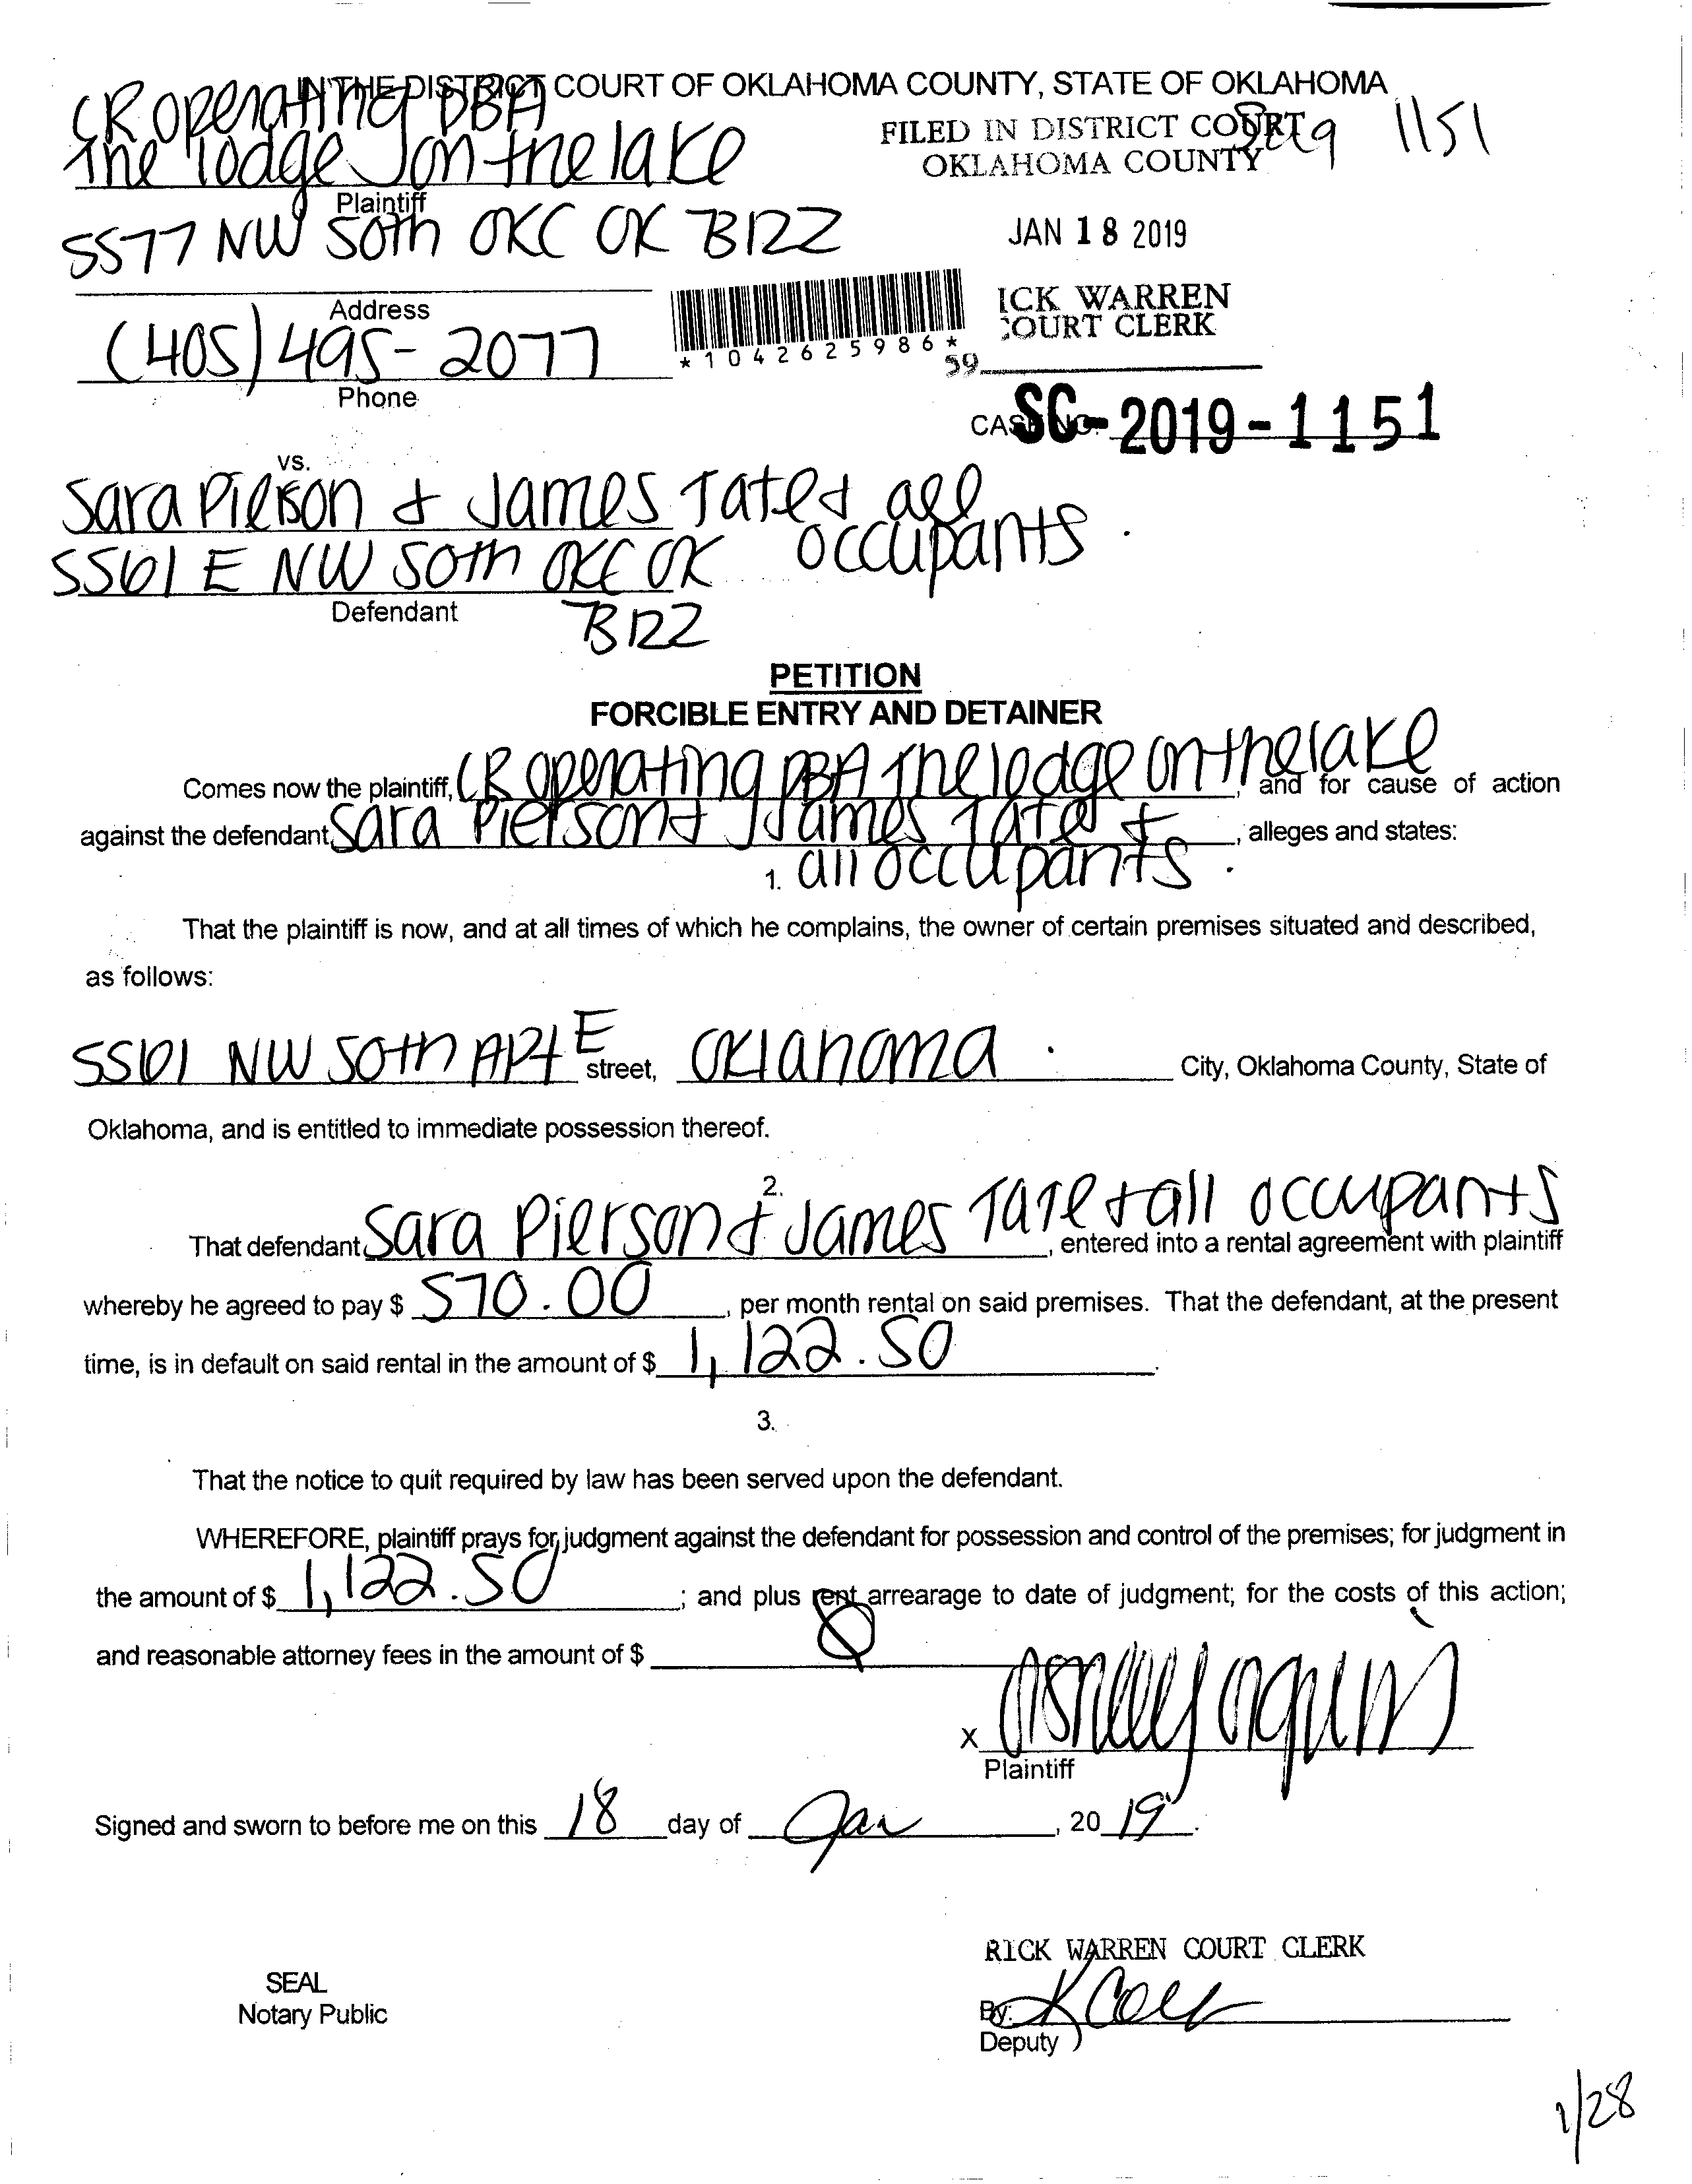 IN THE DISTRICT COURT OF OKLAHOMA COUNTY, STATE OF OKLAHOMA
CR Operating DBA
The lodge on the lake
Plaintiff
FILED IN DISTRICT COURT
OKLAHOMA COUNTY
1151
5577 NW 50th OKC OK 73122
Address
JAN 18 2019
(405) 495-2077
Phone
*1042625986*
ICK WARREN
COURT CLERK
59
CASE NO. SC-2019-1151
vs.
Sara Pierson & James Tate & all occupants.
5561 E NW 50th OKC OK
73122
Defendant
PETITION
FORCIBLE ENTRY AND DETAINER
Comes now the plaintiff, CR Operating DBA The lodge on the lake, and for cause of action
against the defendant, Sara Pierson & James Tate &, alleges and states:
1. all occupants.
That the plaintiff is now, and at all times of which he complains, the owner of certain premises situated and described,
as follows:
5561 NW 50th Apt E street, Oklahoma. City, Oklahoma County, State of
Oklahoma, and is entitled to immediate possession thereof.
2.
That defendant, Sara Pierson & James Tate & all occupants, entered into a rental agreement with plaintiff
whereby he agreed to pay $ 570.00, per month rental on said premises. That the defendant, at the present
time, is in default on said rental in the amount of $ 1,122.50.
3.
That the notice to quit required by law has been served upon the defendant.
WHEREFORE, plaintiff prays for judgment against the defendant for possession and control of the premises; for judgment in
the amount of $ 1,122.50; and plus rent arrearage to date of judgment; for the costs of this action;
and reasonable attorney fees in the amount of $ 0
X
Plaintiff
Signed and sworn to before me on this 18 day of Jan, 2019.
RICK WARREN COURT CLERK
SEAL
Notary Public
By:
Deputy
1/28